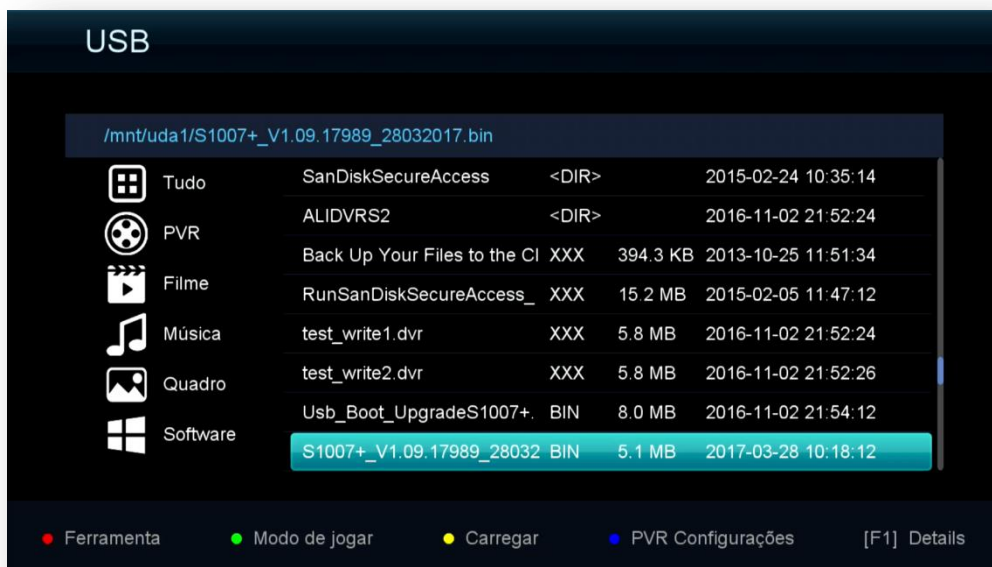 USB
/mnt/uda1/S1007+_V1.09.17989_28032017.bin
Tudo
PVR
Filme
Música
Quadro
Software
SanDiskSecureAccess <DIR> 2015-02-24 10:35:14
ALIDVRS2 <DIR> 2016-11-02 21:52:24
Back Up Your Files to the Cl XXX 394.3 KB 2013-10-25 11:51:34
RunSanDiskSecureAccess_ XXX 15.2 MB 2015-02-05 11:47:12
test_write1.dvr XXX 5.8 MB 2016-11-02 21:52:24
test_write2.dvr XXX 5.8 MB 2016-11-02 21:52:26
Usb_Boot_UpgradeS1007+. BIN 8.0 MB 2016-11-02 21:54:12
S1007+_V1.09.17989_28032 BIN 5.1 MB 2017-03-28 10:18:12
Ferramenta Modo de jogar Carregar PVR Configurações [F1] Details